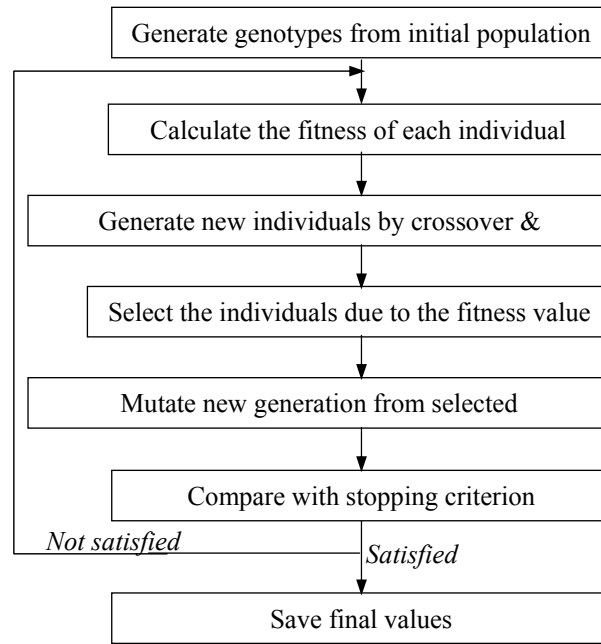 Generate genotypes from initial population
Calculate the fitness of each individual
Generate new individuals by crossover &
Select the individuals due to the fitness value
Mutate new generation from selected
Compare with stopping criterion
Not satisfied
Satisfied
Save final values